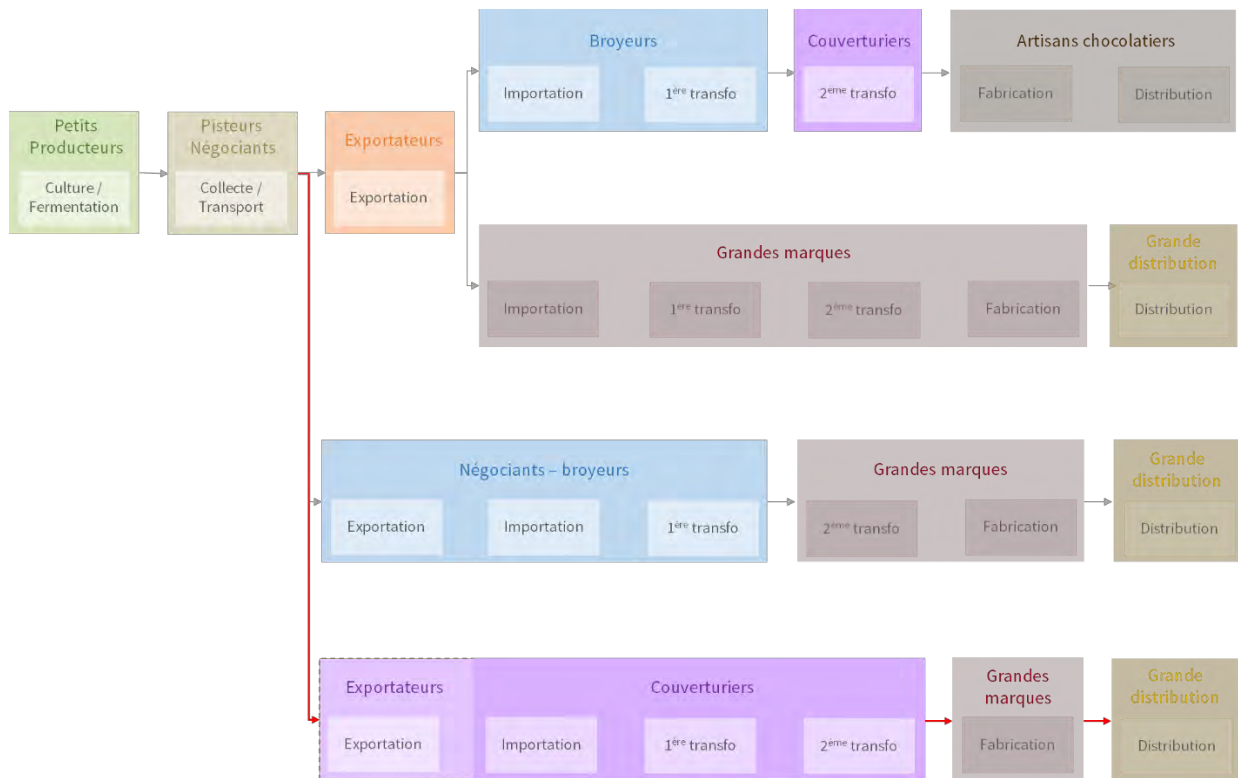 Broyeurs
Importation
1ère transfo
Couverturiers
2ème transfo
Artisans chocolatiers
Fabrication
Distribution
Petits
Producteurs
Culture /
Fermentation
Pisteurs
Négociants
Collecte /
Transport
Exportateurs
Exportation
Grandes marques
Importation
1ère transfo
2ème transfo
Fabrication
Grande
distribution
Distribution
Négociants – broyeurs
Exportation
Importation
1ère transfo
Grandes marques
2ème transfo
Fabrication
Grande
distribution
Distribution
Exportateurs
Exportation
Couverturiers
Importation
1ère transfo
2ème transfo
Grandes
marques
Fabrication
Grande
distribution
Distribution